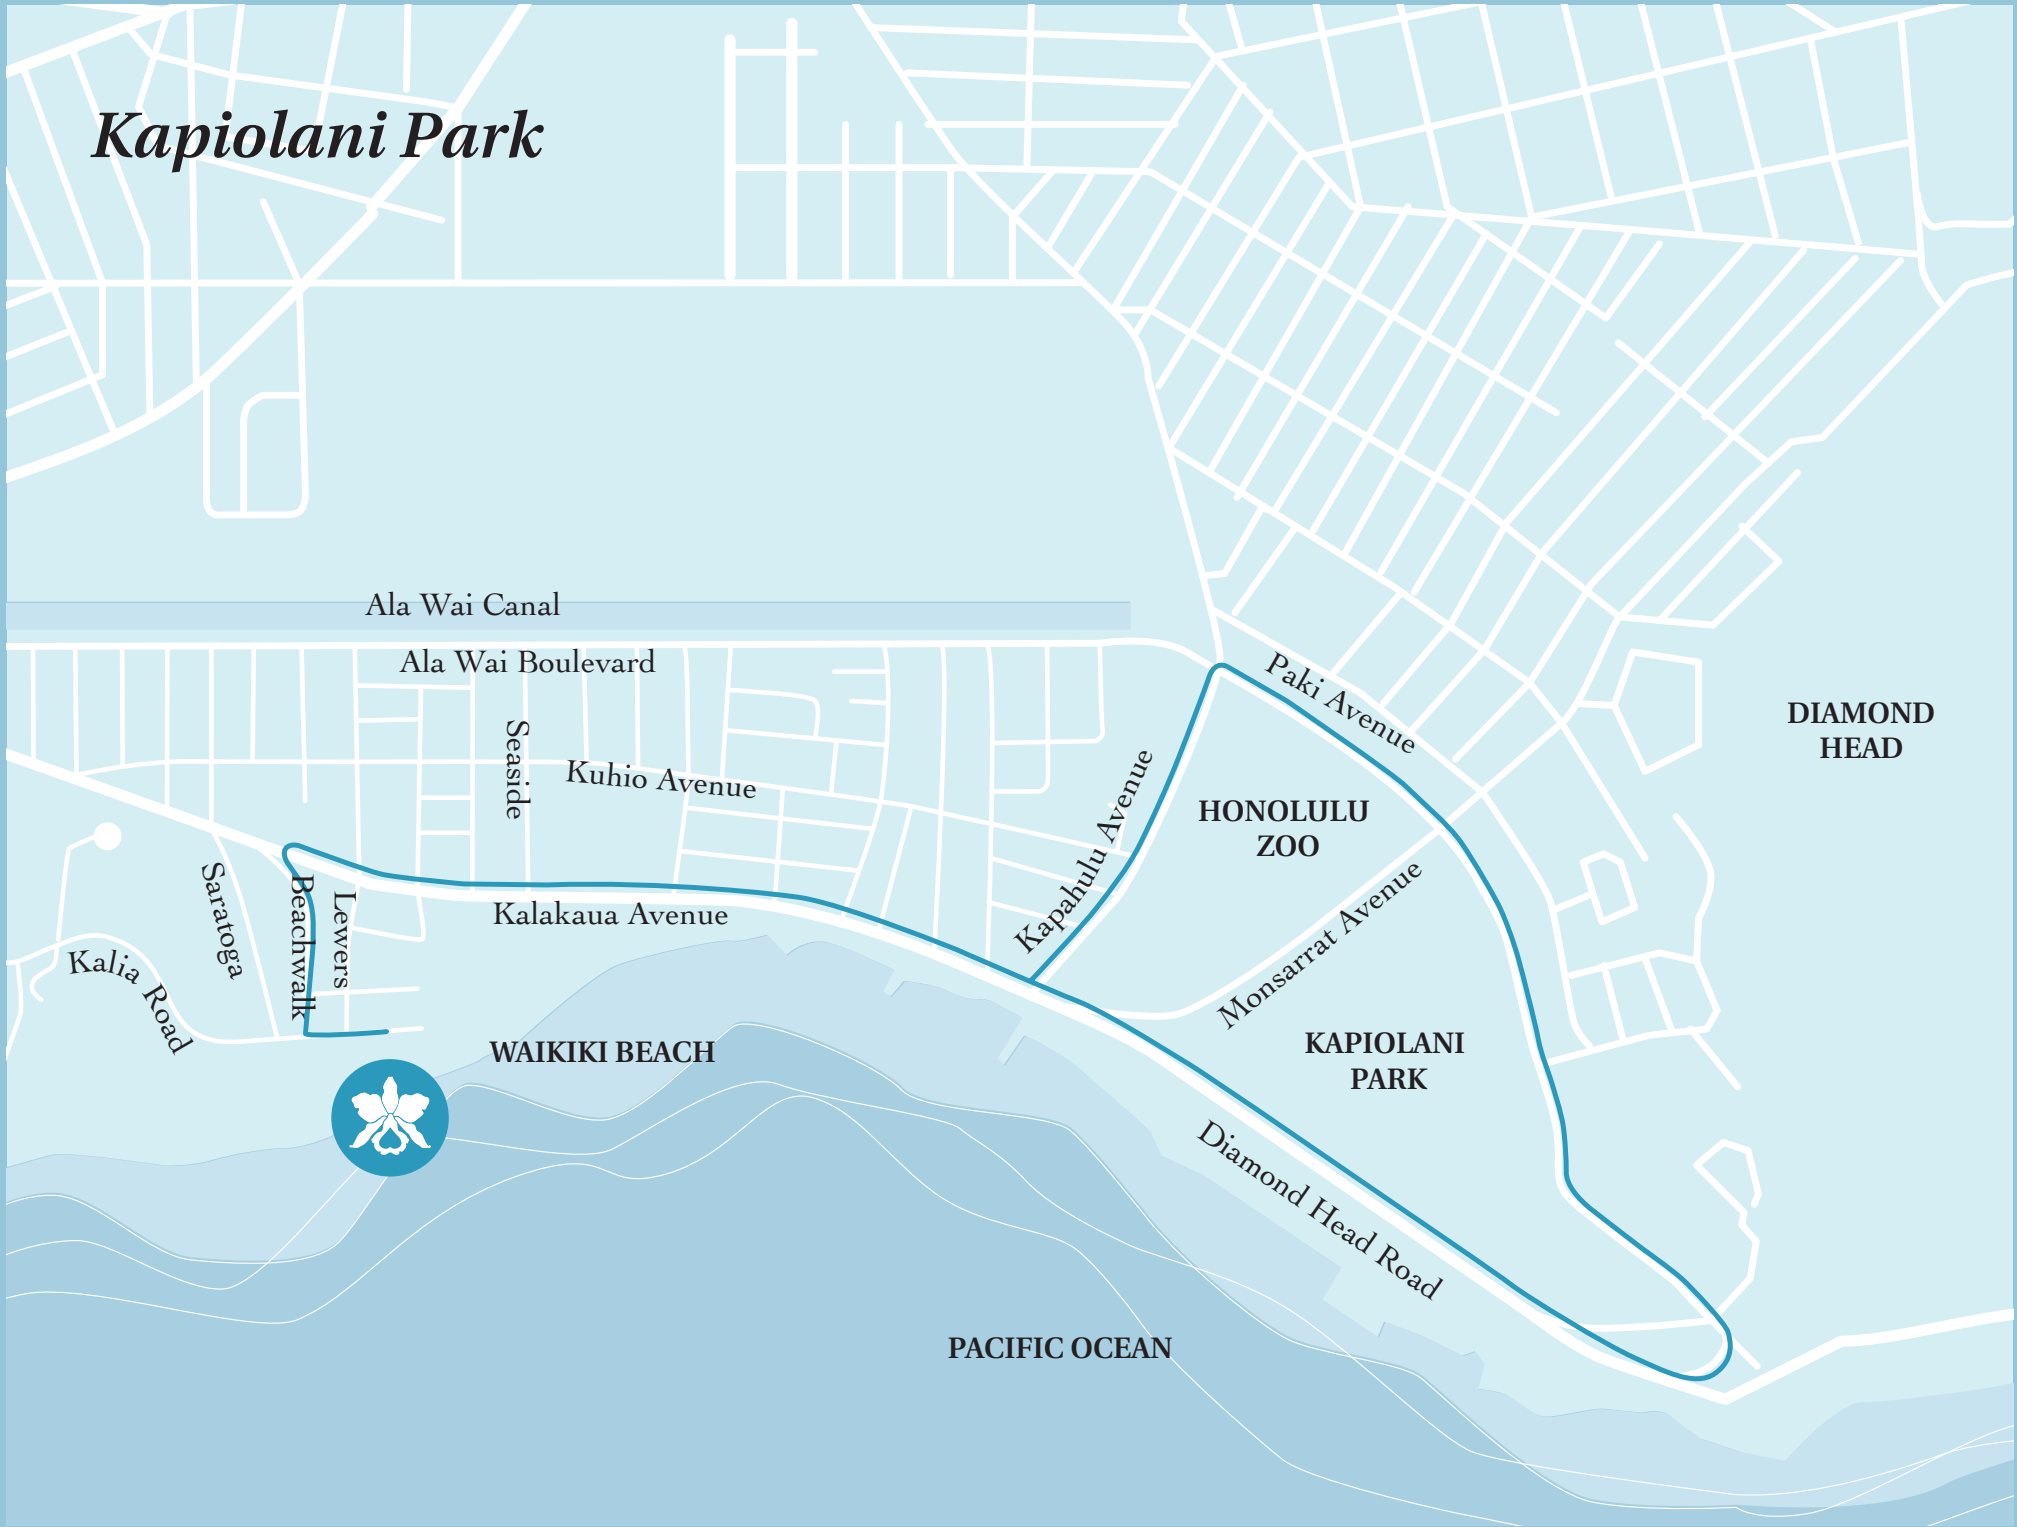 Kapiolani Park
Ala Wai Canal
Ala Wai Boulevard
Seaside
Kuhio Avenue
Paki Avenue
DIAMOND
HEAD
Kapahulu Avenue
HONOLULU
ZOO
Saratoga
Beachwalk
Lewers
Kalakaua Avenue
Monsarrat Avenue
Kalia Road
WAIKIKI BEACH
KAPIOLANI
PARK
Diamond Head Road
PACIFIC OCEAN